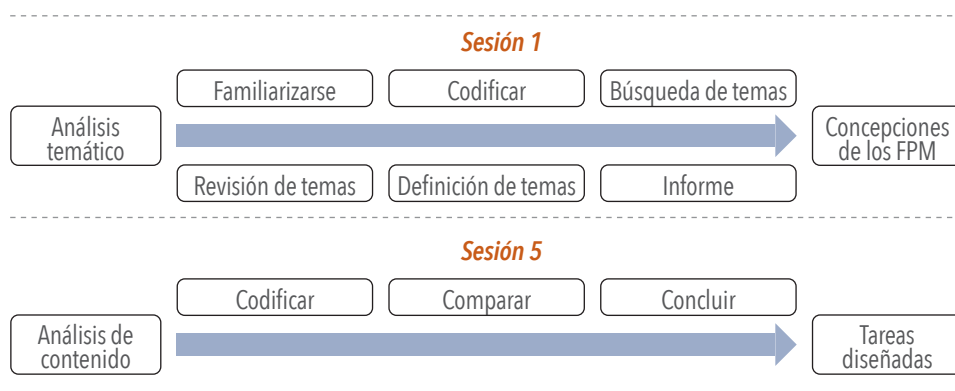 Sesión 1
Familiarizarse
Codificar
Búsqueda de temas
Análisis
temático
Concepciones
de los FPM
Revisión de temas
Definición de temas
Informe
Sesión 5
Codificar
Comparar
Concluir
Análisis de
contenido
Tareas
diseñadas